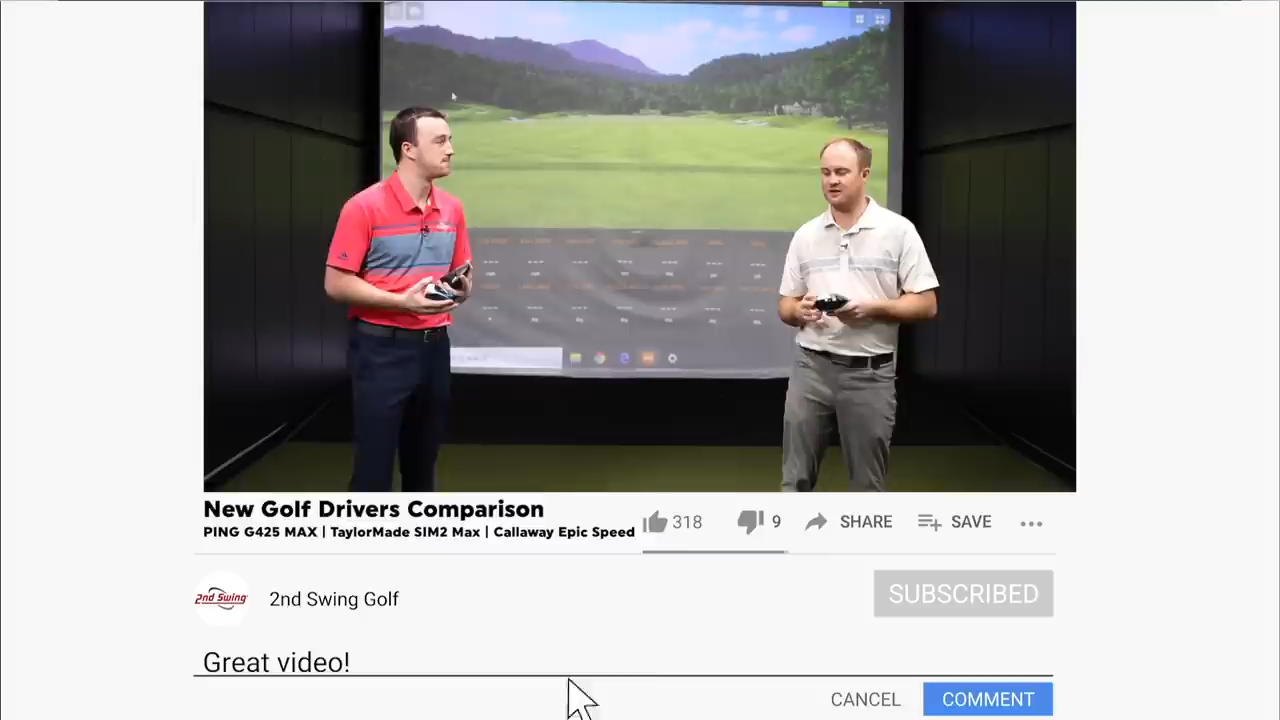 New Golf Drivers Comparison
PING G425 MAX | TaylorMade SIM2 Max | Callaway Epic Speed
318
9
SHARE
SAVE
2nd Swing
2nd Swing Golf
SUBSCRIBED
Great video!
CANCEL
COMMENT